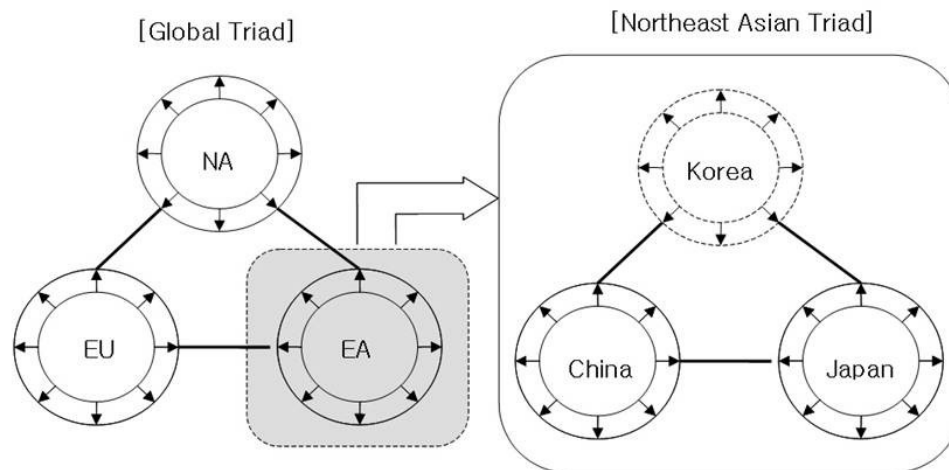 [Global Triad]
[Northeast Asian Triad]
NA
Korea
EU
EA
China
Japan